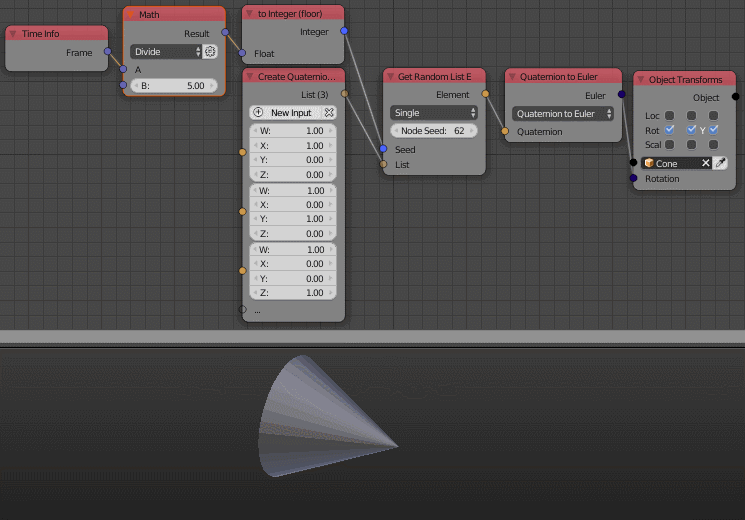 Time Info
Frame
Math
Result
Divide
A
B: 5.00
to Integer (floor)
Integer
Float
Create Quaternio...
List (3)
New Input
W: 1.00
X: 1.00
Y: 0.00
Z: 0.00
W: 1.00
X: 0.00
Y: 1.00
Z: 0.00
W: 1.00
X: 0.00
Y: 0.00
Z: 1.00
...
Get Random List E
Element
Single
Node Seed: 62
Seed
List
Quaternion to Euler
Euler
Quaternion to Euler
Quaternion
Object Transforms
Object
Loc
Rot Y
Scal
Cone
Rotation